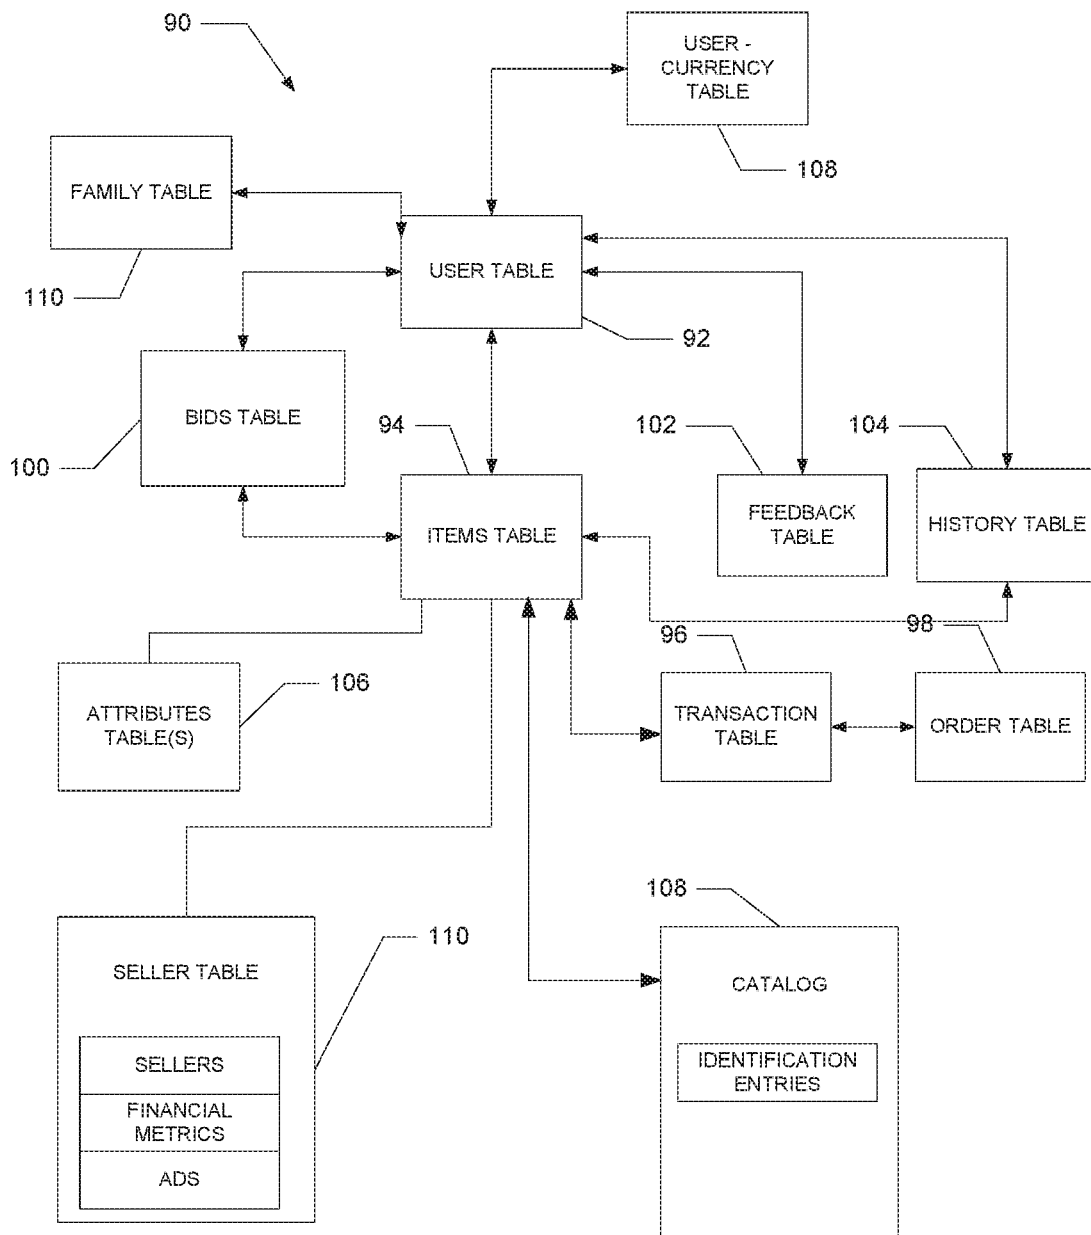 90
USER -
CURRENCY
TABLE
108
FAMILY TABLE
110
USER TABLE
92
BIDS TABLE
100
94
ITEMS TABLE
102
FEEDBACK
TABLE
104
HISTORY TABLE
106
ATTRIBUTES
TABLE(S)
96
TRANSACTION
TABLE
98
ORDER TABLE
110
SELLER TABLE
SELLERS
FINANCIAL
METRICS
ADS
108
CATALOG
IDENTIFICATION
ENTRIES